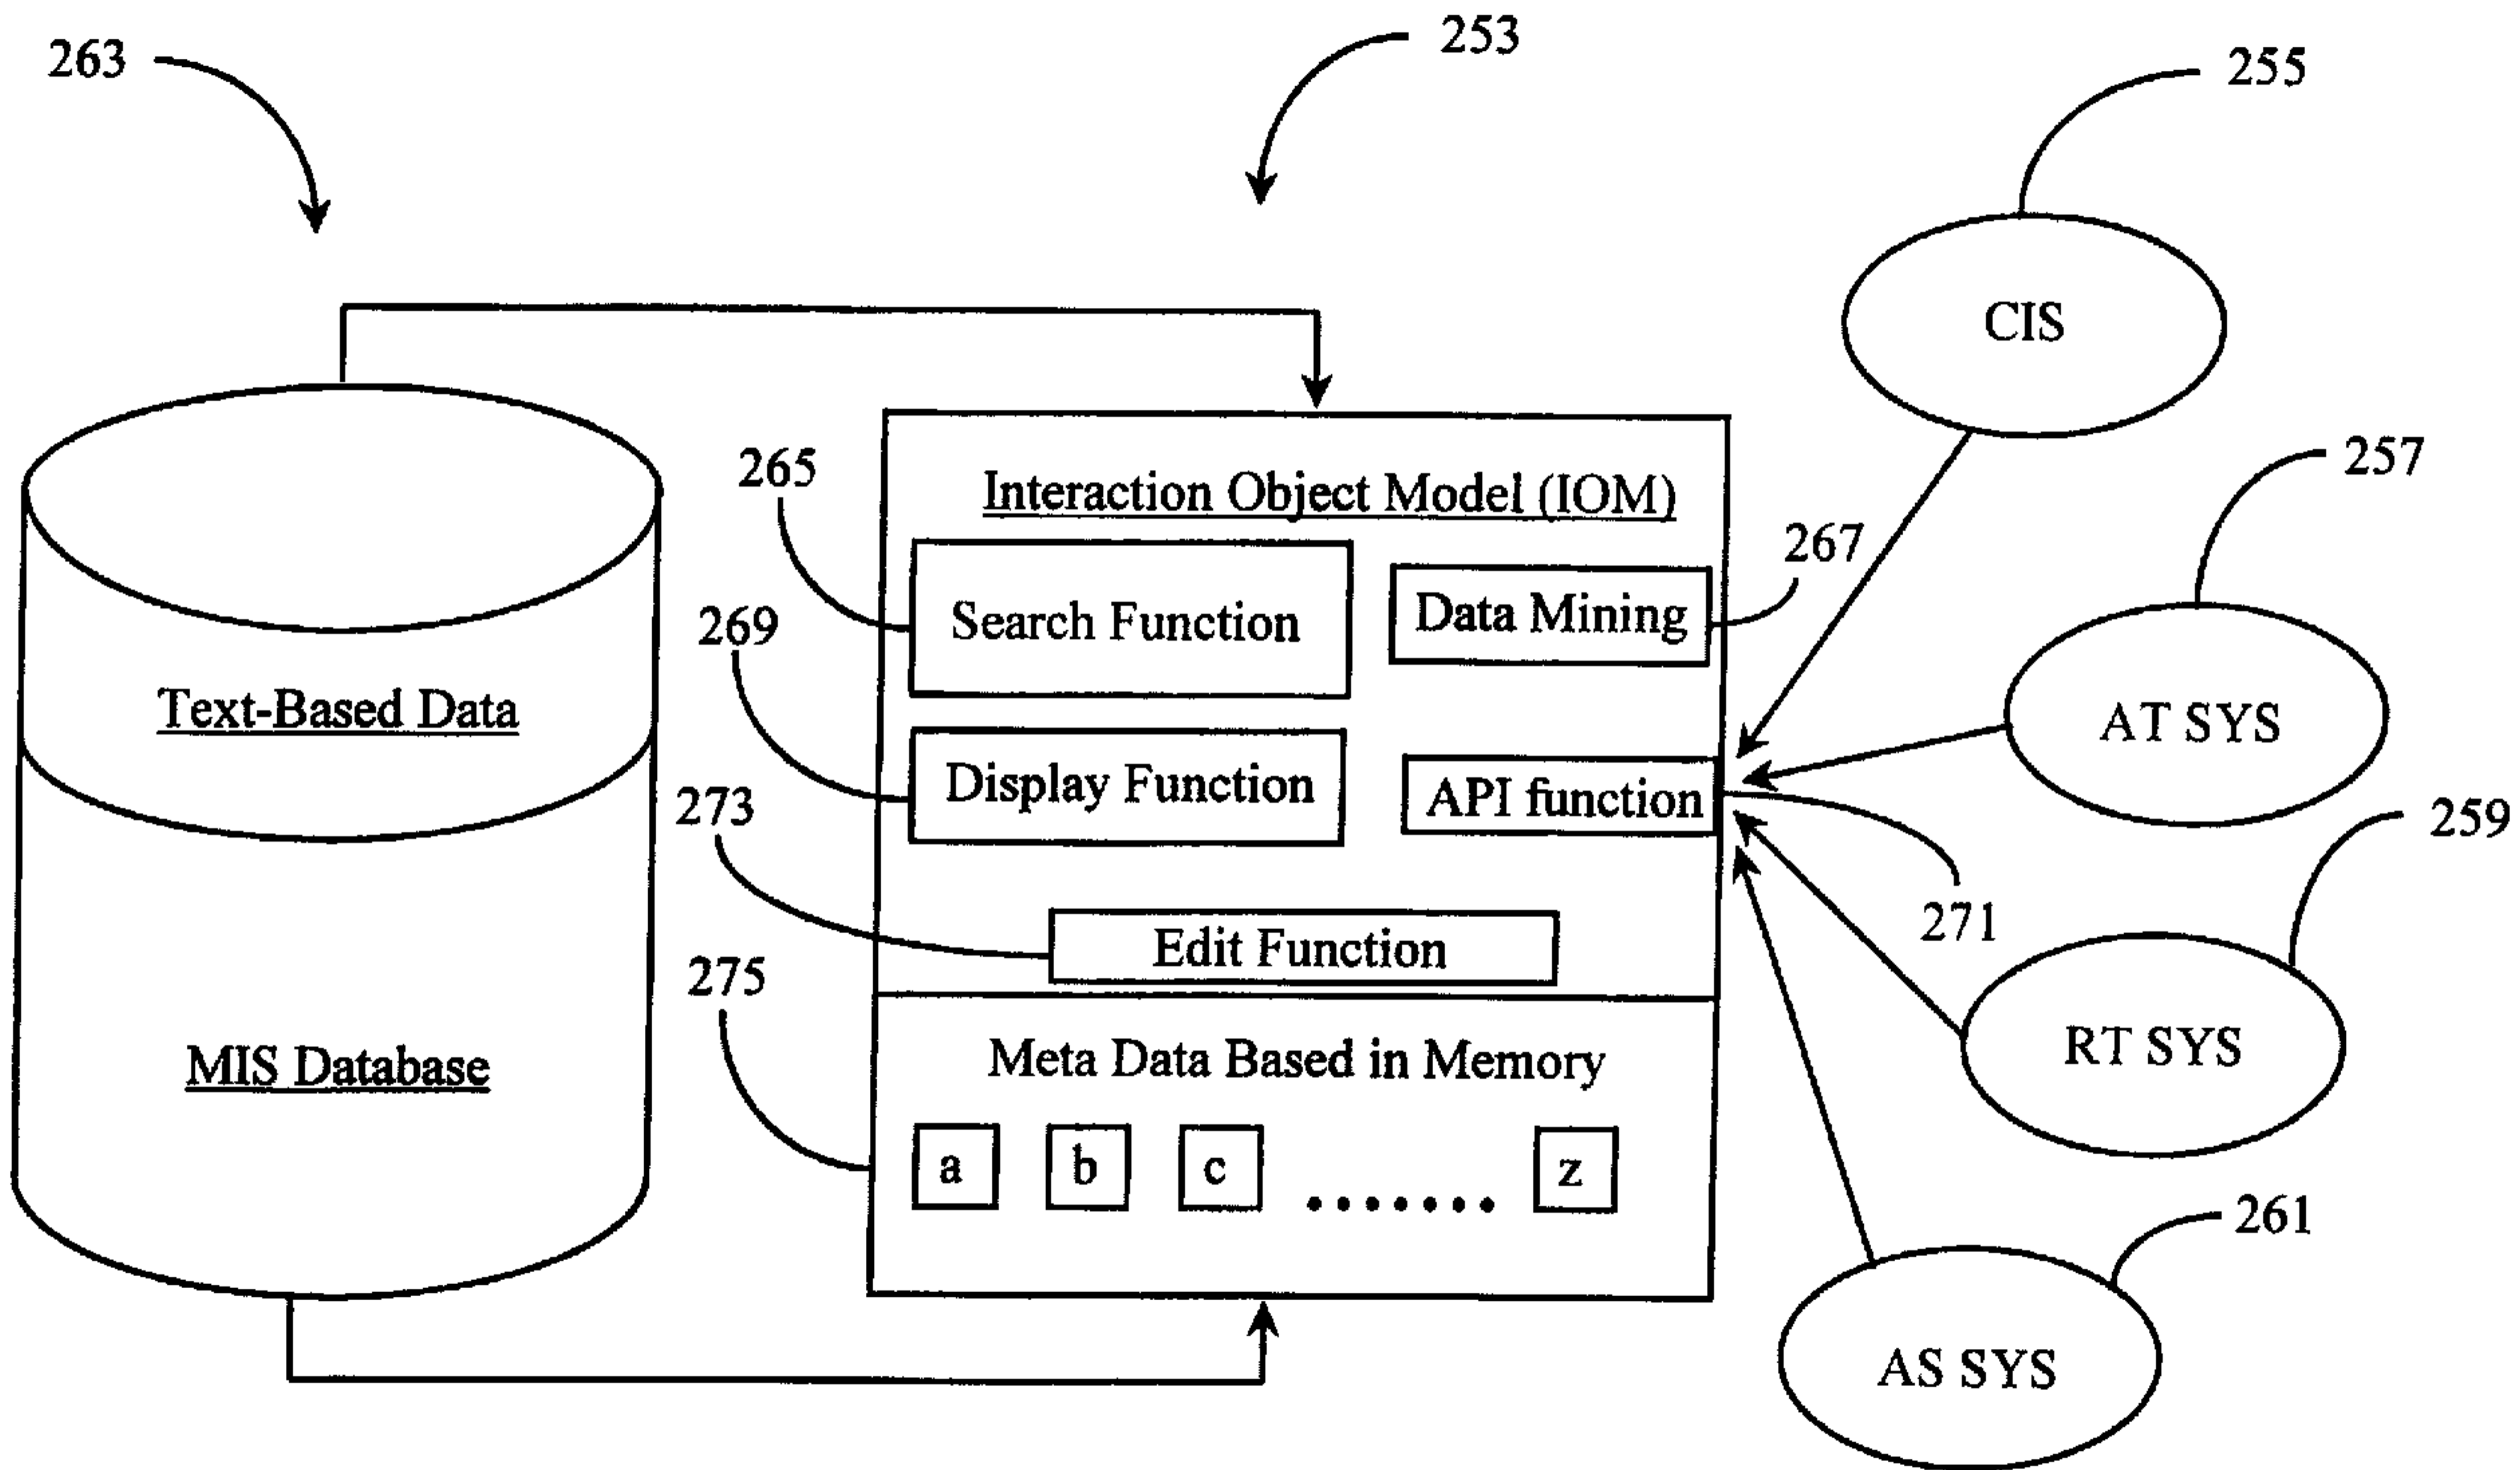 263
253
255
CIS
257
AT SYS
259
RT SYS
261
AS SYS
Text-Based Data
MIS Database
Interaction Object Model (IOM)
265
Search Function
267
Data Mining
269
Display Function
API function
271
273
Edit Function
275
Meta Data Based in Memory
a b c ....... z